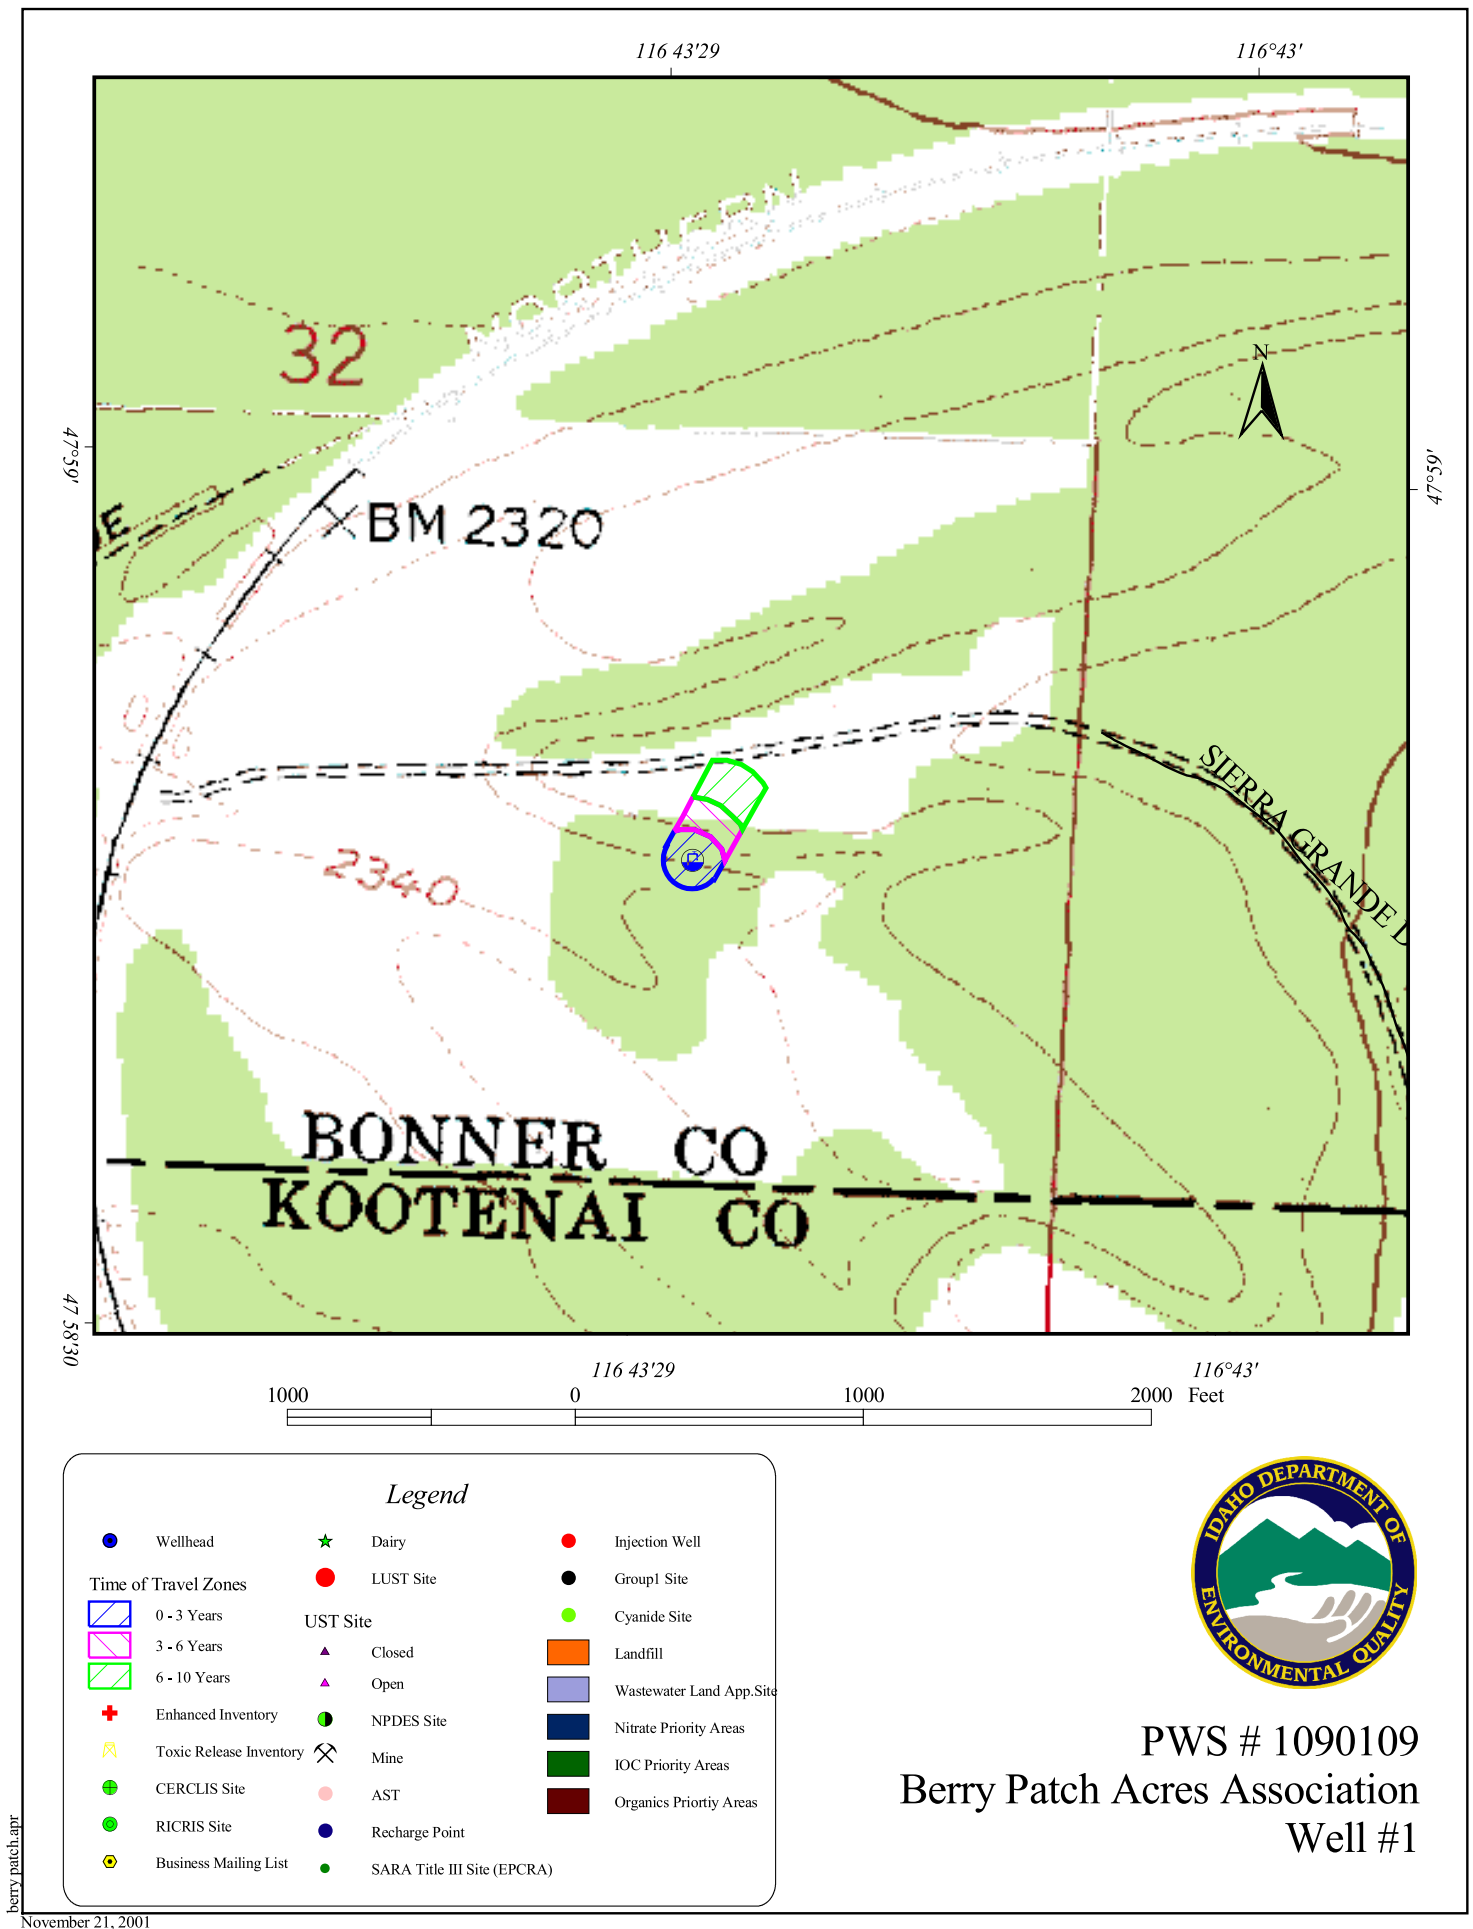 116 43'29
116°43'
NORTHERN
32
47°59'
47°59'
BM 2320
DE
SIERRA GRANDE D
2340
BONNER CO
KOOTENAI CO
47 58'30
116 43'29
116°43'
1000 0 1000 2000 Feet
Legend
Wellhead
Time of Travel Zones
0 - 3 Years
3 - 6 Years
6 - 10 Years
Enhanced Inventory
Toxic Release Inventory
CERCLIS Site
RICRIS Site
Business Mailing List
Dairy
LUST Site
UST Site
Closed
Open
NPDES Site
Mine
AST
Recharge Point
SARA Title III Site (EPCRA)
Injection Well
Group1 Site
Cyanide Site
Landfill
Wastewater Land App.Site
Nitrate Priority Areas
IOC Priority Areas
Organics Priortiy Areas
N
IDAHO DEPARTMENT OF
ENVIRONMENTAL QUALITY
PWS # 1090109
Berry Patch Acres Association
Well #1
berry patch.apr
November 21, 2001